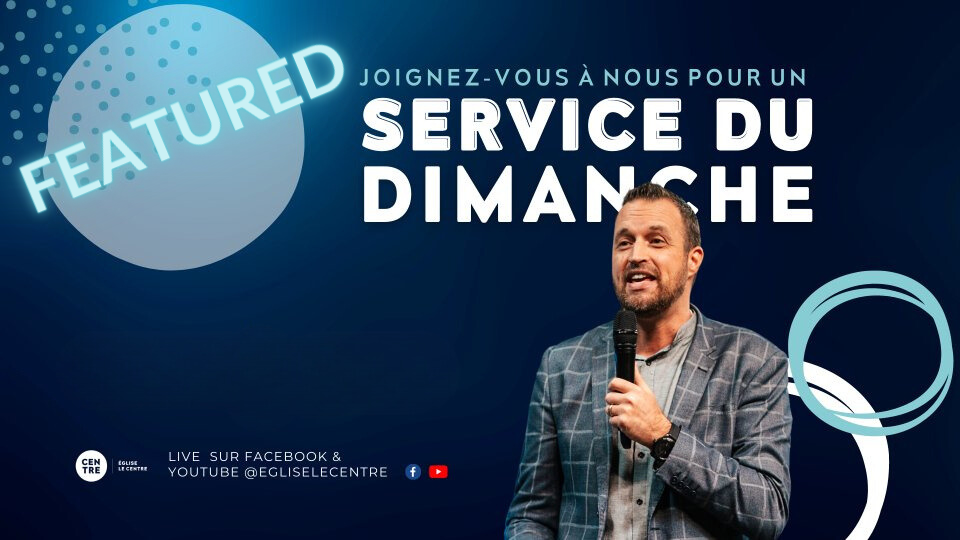 FEATURED
JOIGNEZ-VOUS À NOUS POUR UN
SERVICE DU
DIMANCHE
CEN
TRE
ÉGLISE
LE CENTRE
LIVE SUR FACEBOOK &
YOUTUBE @EGLISELECENTRE